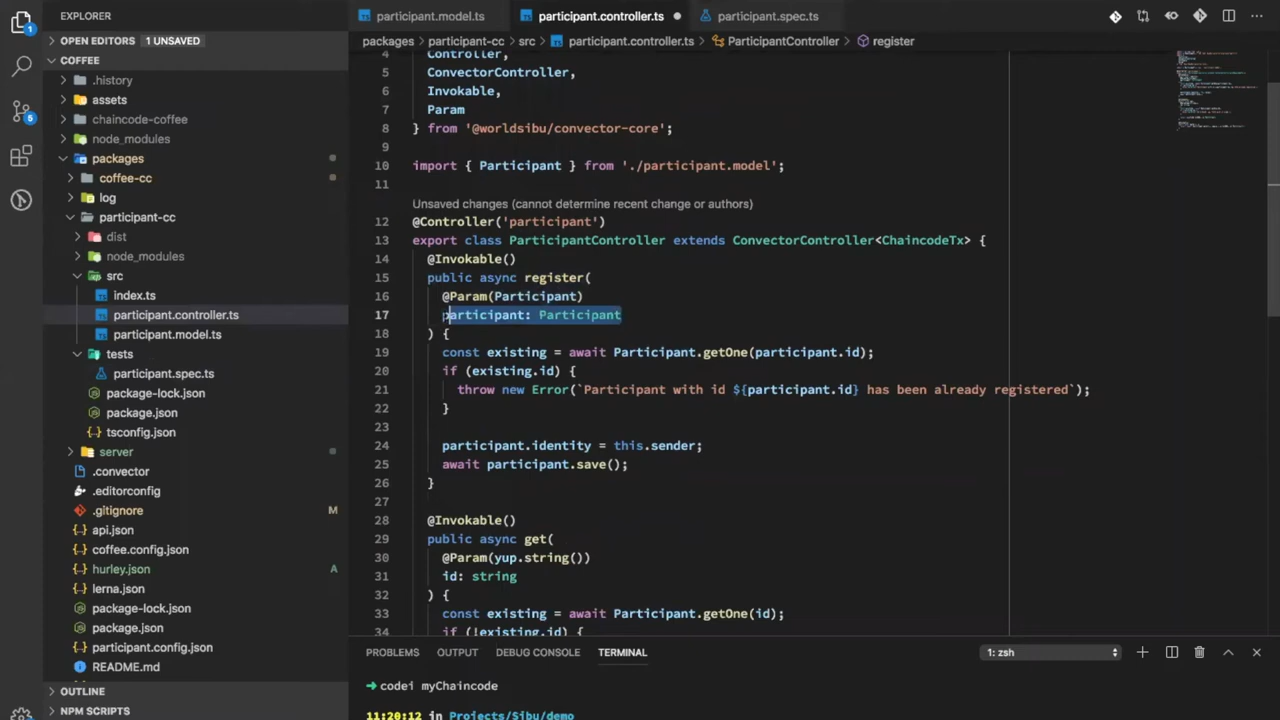 EXPLORER
OPEN EDITORS 1 UNSAVED
COFFEE
.history
assets
chaincode-coffee
node_modules
packages
coffee-cc
log
participant-cc
dist
node_modules
src
index.ts
participant.controller.ts
participant.model.ts
tests
participant.spec.ts
package-lock.json
package.json
tsconfig.json
server
.convector
.editorconfig
.gitignore M
api.json
coffee.config.json
hurley.json A
lerna.json
package-lock.json
package.json
participant.config.json
README.md
OUTLINE
NPM SCRIPTS
1
5
participant.model.ts participant.controller.ts participant.spec.ts
packages > participant-cc > src > participant.controller.ts > ParticipantController > register
4 Controller,
5 ConvectorController,
6 Invokable,
7 Param
8 } from '@worldsibu/convector-core';
9
10 import { Participant } from './participant.model';
11
Unsaved changes (cannot determine recent change or authors)
12 @Controller('participant')
13 export class ParticipantController extends ConvectorController<ChaincodeTx> {
14 @Invokable()
15 public async register(
16 @Param(Participant)
17 participant: Participant
18 ) {
19 const existing = await Participant.getOne(participant.id);
20 if (existing.id) {
21 throw new Error(`Participant with id ${participant.id} has been already registered`);
22 }
23
24 participant.identity = this.sender;
25 await participant.save();
26 }
27
28 @Invokable()
29 public async get(
30 @Param(yup.string())
31 id: string
32 ) {
33 const existing = await Participant.getOne(id);
34 if (!existing.id) {
PROBLEMS OUTPUT DEBUG CONSOLE TERMINAL 1: zsh
➜ codei myChaincode
11:20:12 in Projects/Sibu/demo